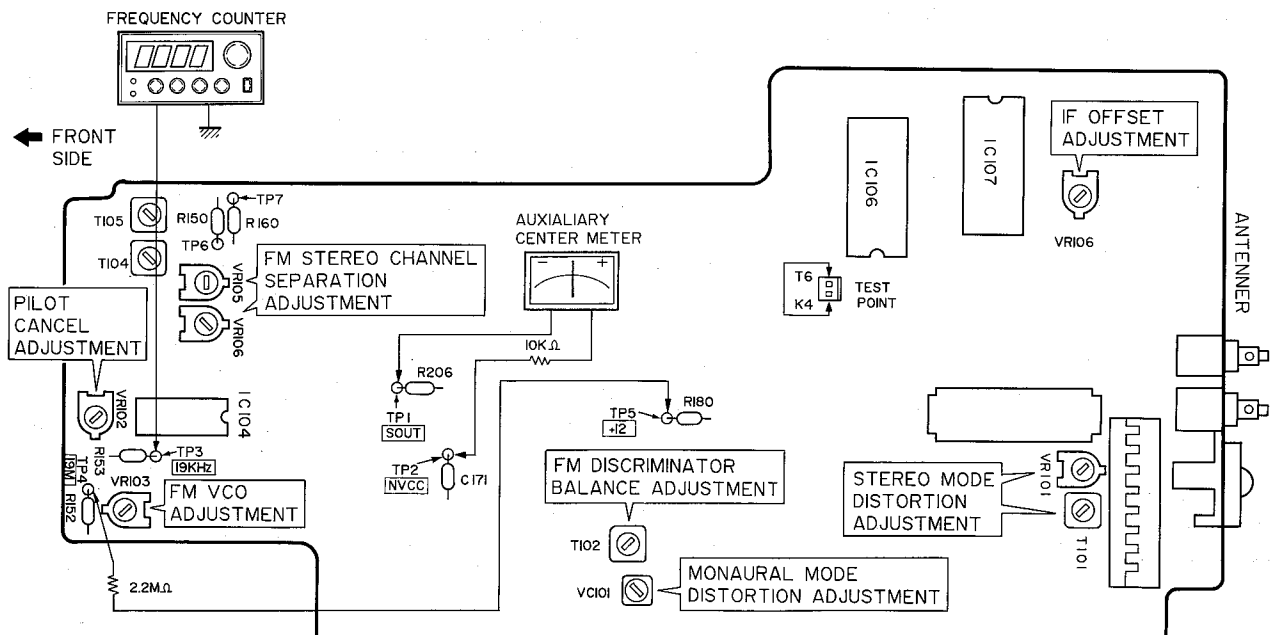 FREQUENCY COUNTER
FRONT
SIDE
T105
T104
R150
TP6
TP7
R160
VR105
VR106
FM STEREO CHANNEL
SEPARATION
ADJUSTMENT
PILOT
CANCEL
ADJUSTMENT
VR102
IC104
R153
TP3
19KHz
19M
TP4
R152
VR103
FM VCO
ADJUSTMENT
2.2MΩ
AUXIALIARY
CENTER METER
− +
10KΩ
R206
TP1
SOUT
TP2
NVCC
C171
TP5
+12
R180
FM DISCRIMINATOR
BALANCE ADJUSTMENT
T102
VC101
MONAURAL MODE
DISTORTION ADJUSTMENT
IC106
IC107
IF OFFSET
ADJUSTMENT
VR106
T6
K4
TEST
POINT
ANTENNER
STEREO MODE
DISTORTION
ADJUSTMENT
VR101
T101